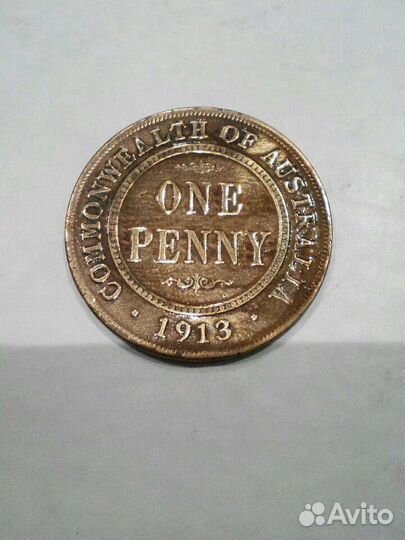 COMMONWEALTH OF AUSTRALIA
ONE
PENNY
· 1913 ·
Avito